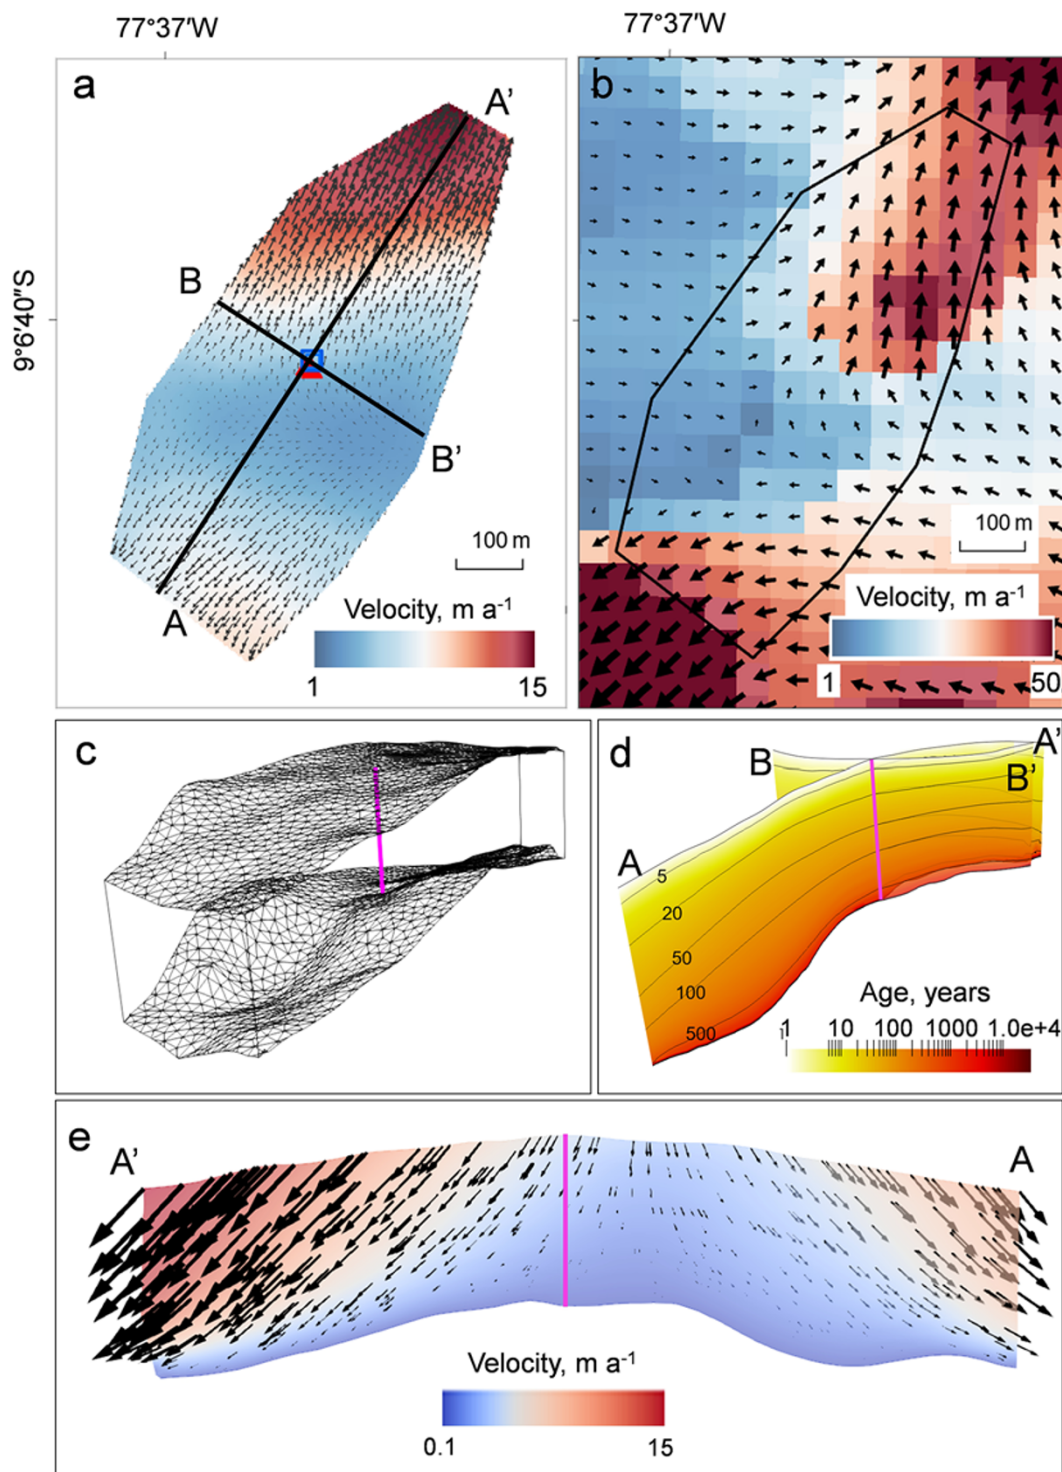 77°37′W
77°37′W
9°6′40″S
a
A'
B
B'
A
100 m
Velocity, m a⁻¹
1
15
b
100 m
Velocity, m a⁻¹
1
50
c
d
B
A'
B'
A
5
20
50
100
500
Age, years
1 10 100 1000 1.0e+4
e
A'
A
Velocity, m a⁻¹
0.1
15